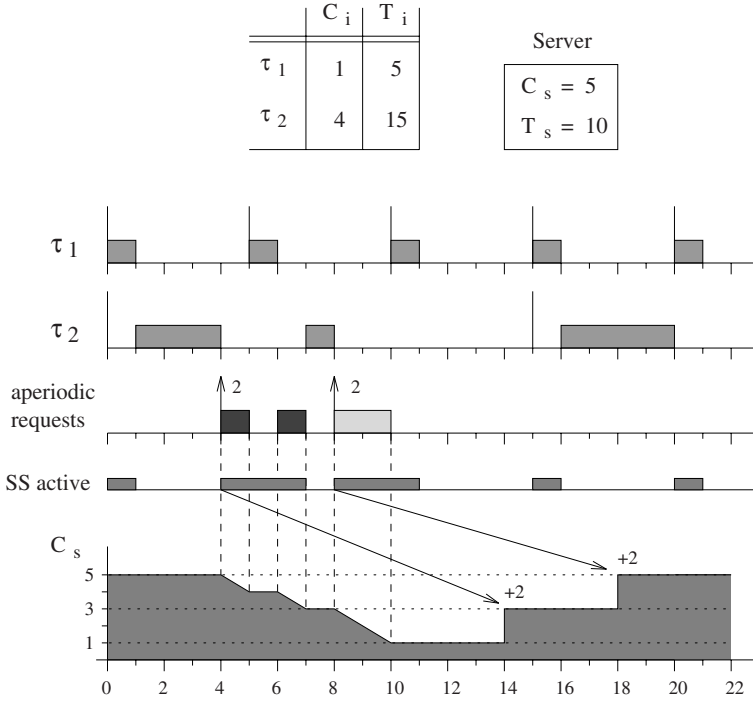 C i T i
τ 1 1 5
τ 2 4 15
Server
C s = 5
T s = 10
τ 1
τ 2
aperiodic
requests
2 2
SS active
C s
+2
+2
5
3
1
0 2 4 6 8 10 12 14 16 18 20 22